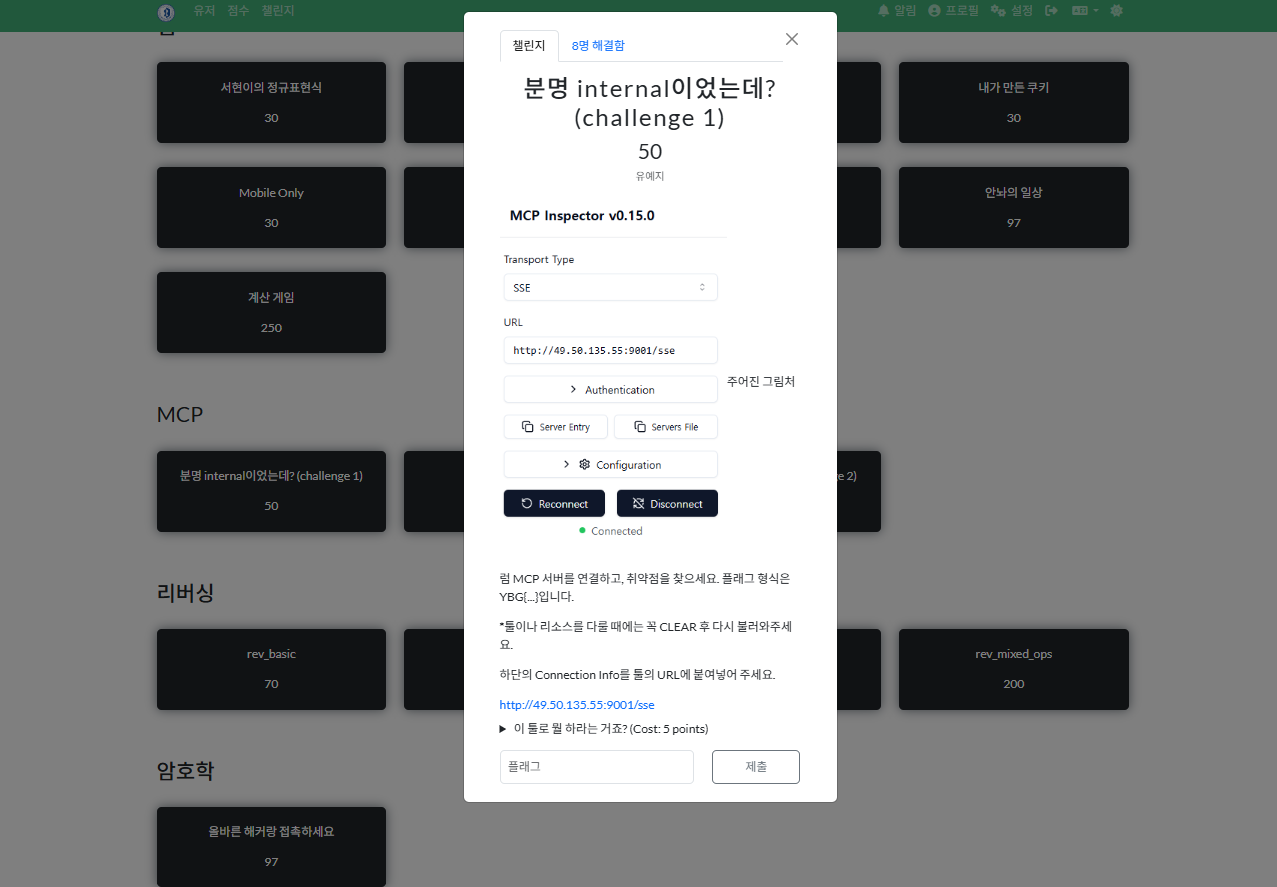 유저 점수 챌린지
알림 프로필 설정
챌린지
8명 해결함
분명 internal이었는데?
(challenge 1)
50
유예지
MCP Inspector v0.15.0
Transport Type
SSE
URL
http://49.50.135.55:9001/sse
Authentication
주어진 그림처
Server Entry
Servers File
Configuration
Reconnect
Disconnect
Connected
럼 MCP 서버를 연결하고, 취약점을 찾으세요. 플래그 형식은
YBG{...}입니다.
*툴이나 리소스를 다룰 때에는 꼭 CLEAR 후 다시 불러와주세
요.
하단의 Connection Info를 툴의 URL에 붙여넣어 주세요.
http://49.50.135.55:9001/sse
이 툴로 뭘 하라는 거죠? (Cost: 5 points)
플래그
제출
서현이의 정규표현식
30
내가 만든 쿠키
30
Mobile Only
30
안놔의 일상
97
계산 게임
250
MCP
분명 internal이었는데? (challenge 1)
50
e 2)
리버싱
rev_basic
70
rev_mixed_ops
200
암호학
올바른 해커랑 접촉하세요
97